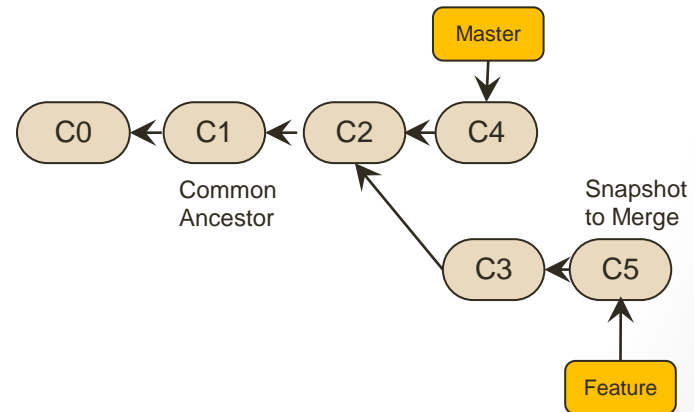 Master
C0
C1
C2
C4
Common
Ancestor
Snapshot
to Merge
C3
C5
Feature